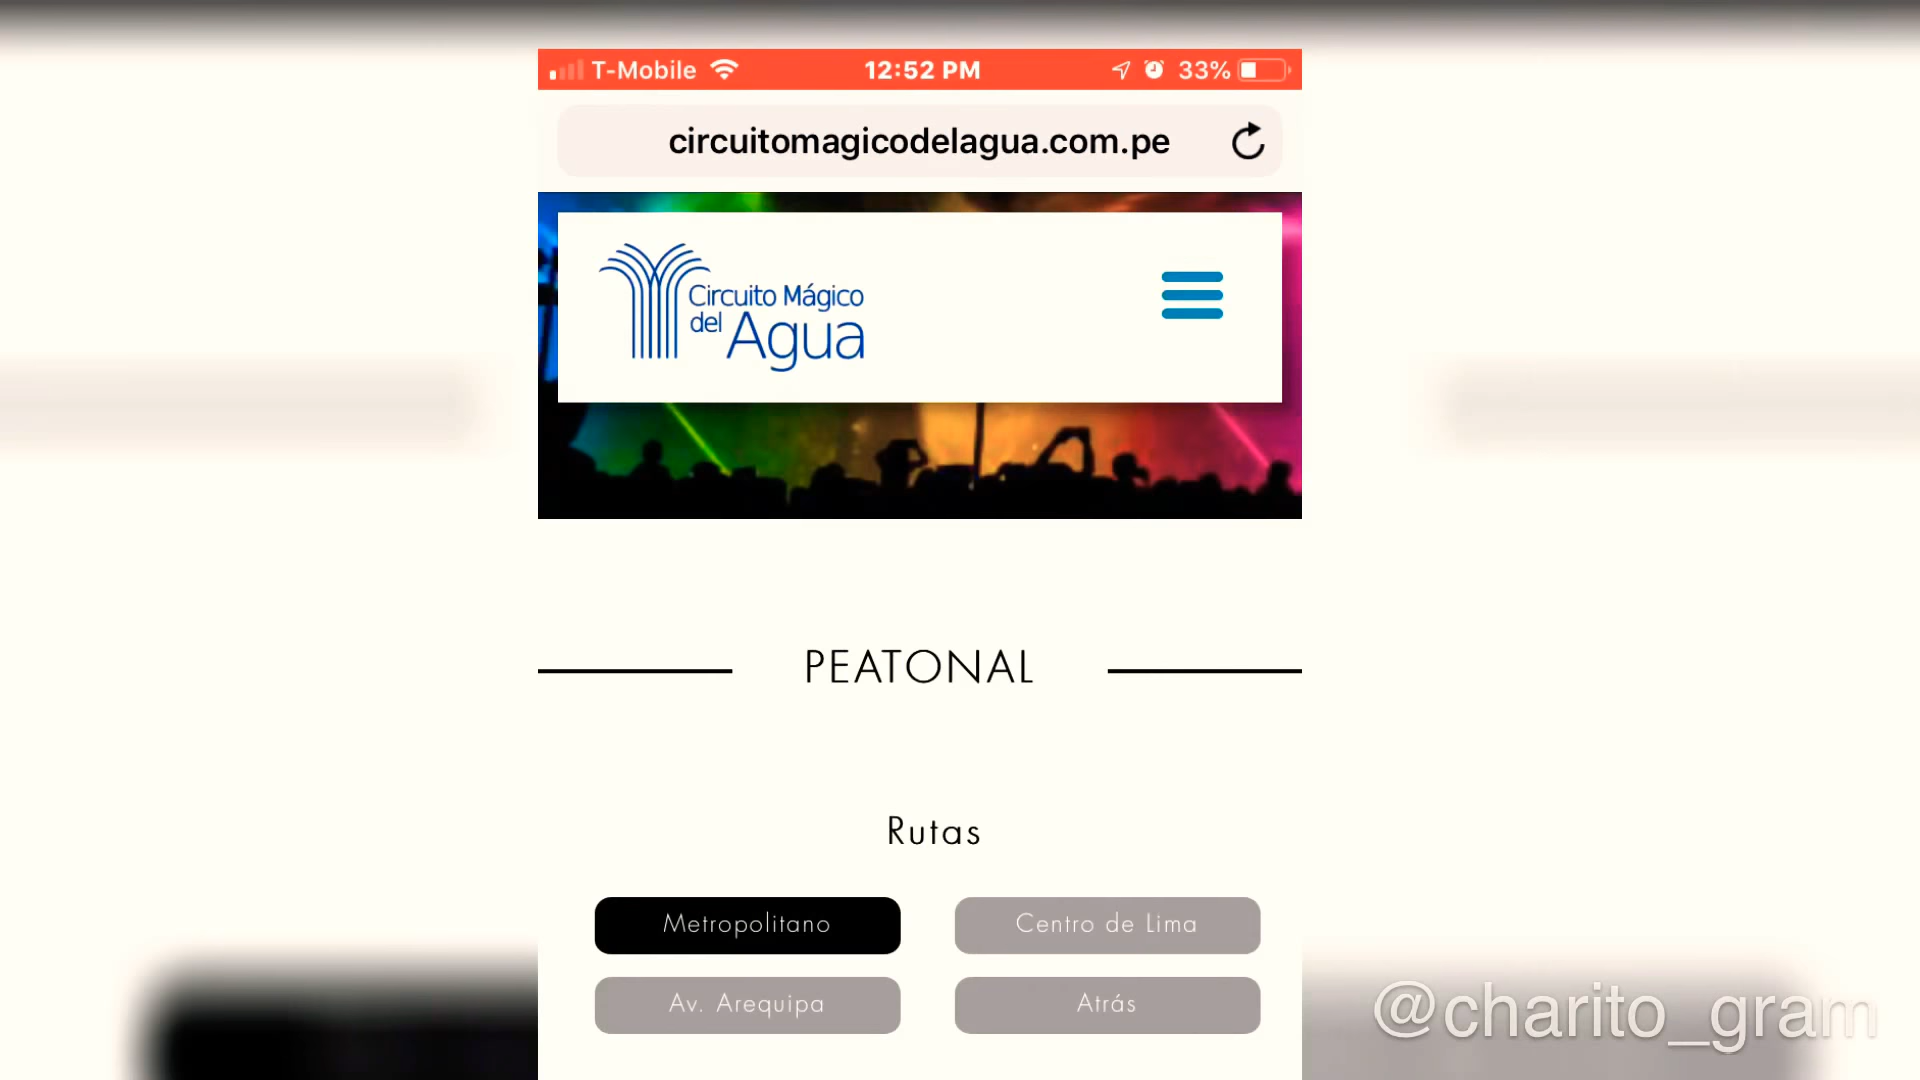 T-Mobile 12:52 PM 33%
circuitomagicodelagua.com.pe
Circuito Mágico
del Agua
PEATONAL
Rutas
Metropolitano Centro de Lima
Av. Arequipa Atrás
@charito_gram